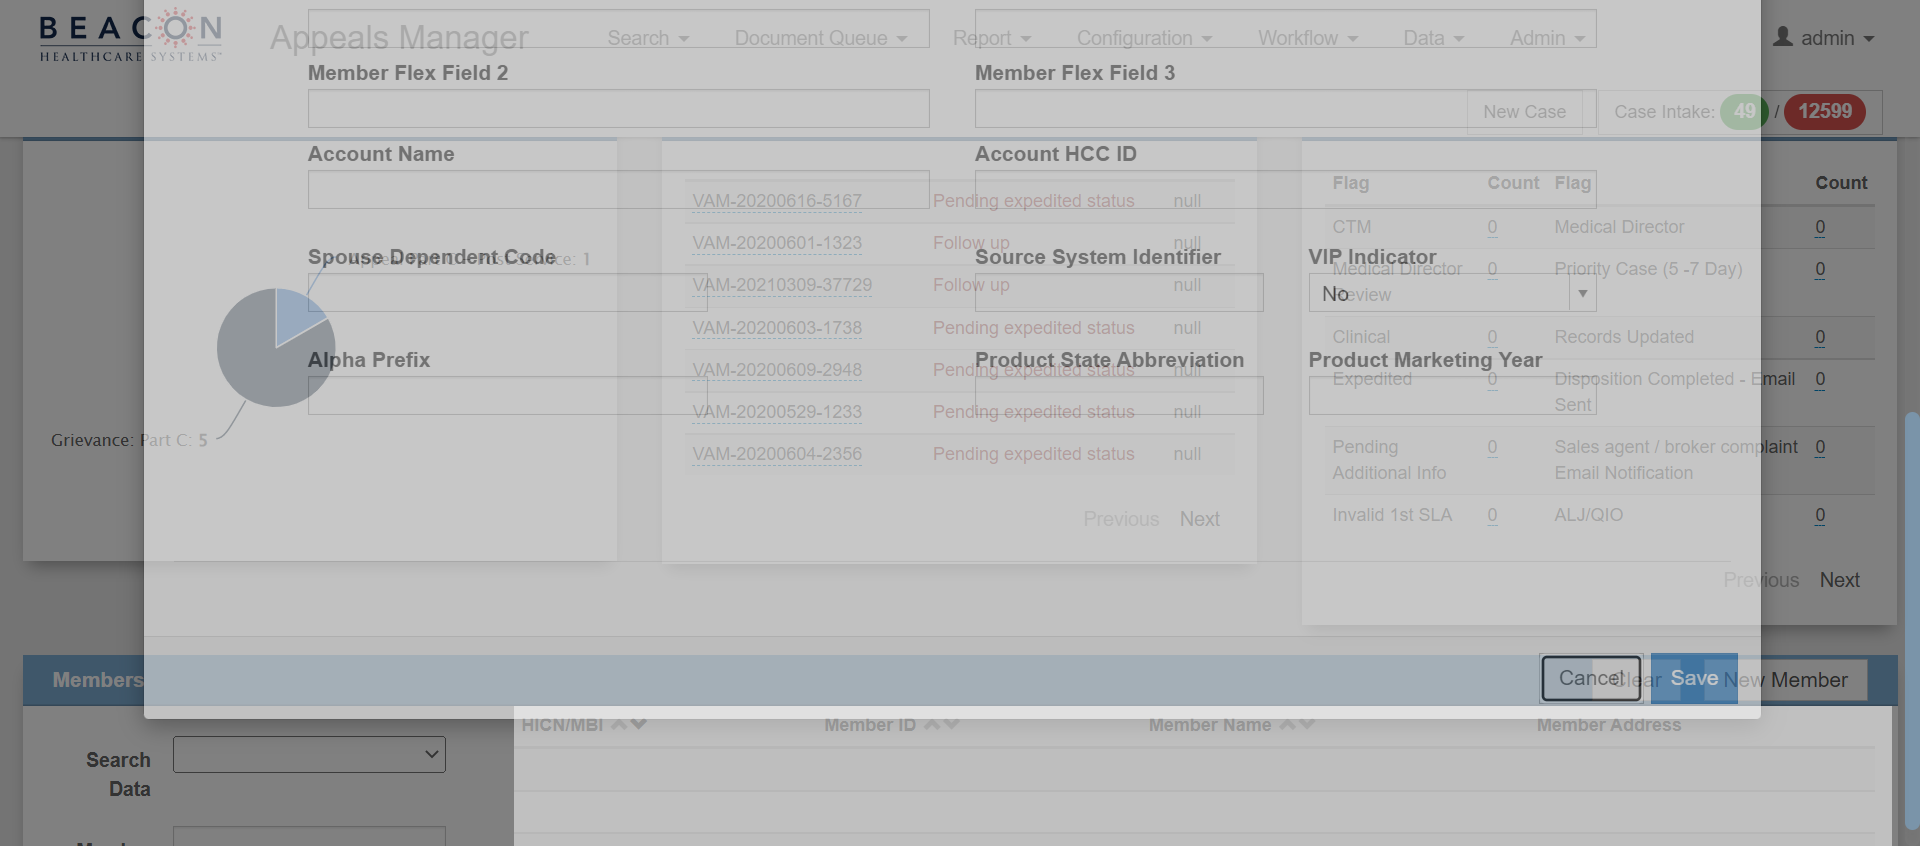 BEACON
HEALTHCARE SYSTEMS
Appeals Manager
Search
Document Queue
Report
Configuration
Workflow
Data
Admin
admin
Member Flex Field 2
Member Flex Field 3
New Case
Case Intake: 49 / 12599
Account Name
Account HCC ID
Flag Count Flag Count
VAM-20200616-5167 Pending expedited status null
CTM 0 Medical Director 0
VAM-20200601-1323 Follow up null
Spouse Dependent Code
Source System Identifier
VIP Indicator
Service: 1
Medical Director Review 0 Priority Case (5 -7 Day) 0
VAM-20210309-37729 Follow up null
No
VAM-20200603-1738 Pending expedited status null
Clinical 0 Records Updated 0
Alpha Prefix
Product State Abbreviation
Product Marketing Year
VAM-20200609-2948 Pending expedited status null
Expedited 0 Disposition Completed - Email 0
Sent
VAM-20200529-1233 Pending expedited status null
Grievance: Part C: 5
VAM-20200604-2356 Pending expedited status null
Pending 0 Sales agent / broker complaint 0
Additional Info Email Notification
Invalid 1st SLA 0 ALJ/QIO 0
Previous Next
Previous Next
Members
Cancel
Clear
Save
New Member
HICN/MBI
Member ID
Member Name
Member Address
Search
Data